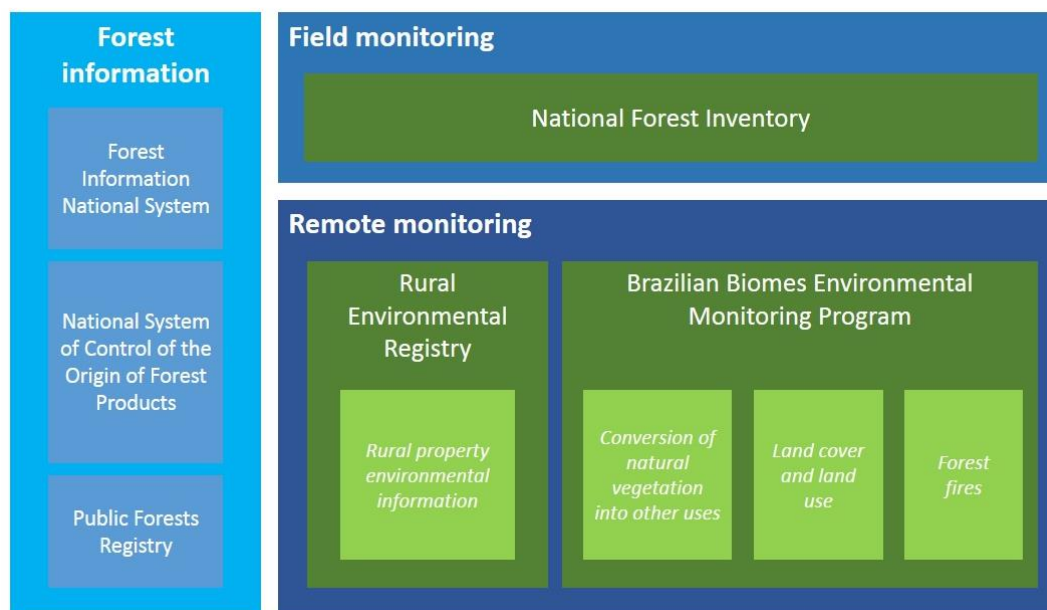 Forest
information
Forest
Information
National System
National System
of Control of the
Origin of Forest
Products
Public Forests
Registry
Field monitoring
National Forest Inventory
Remote monitoring
Rural
Environmental
Registry
Rural property
environmental
information
Brazilian Biomes Environmental
Monitoring Program
Conversion of
natural
vegetation
into other uses
Land cover
and land
use
Forest
fires